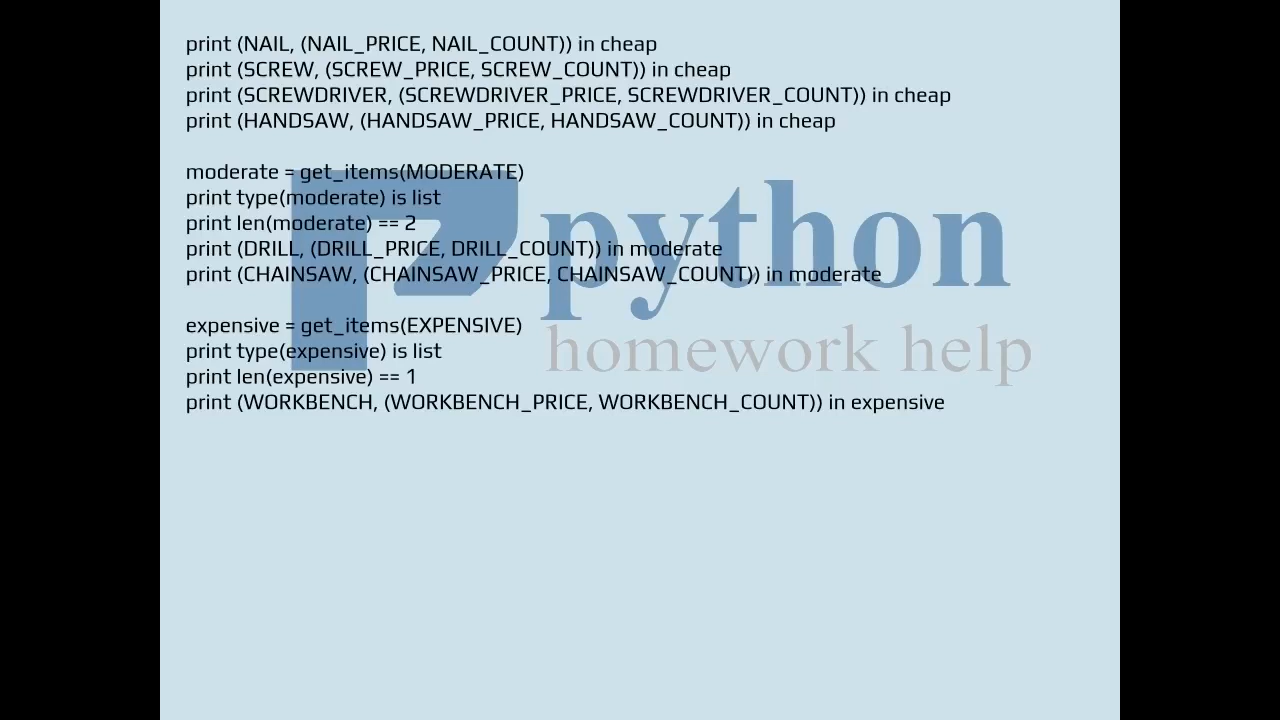 print (NAIL, (NAIL_PRICE, NAIL_COUNT)) in cheap
print (SCREW, (SCREW_PRICE, SCREW_COUNT)) in cheap
print (SCREWDRIVER, (SCREWDRIVER_PRICE, SCREWDRIVER_COUNT)) in cheap
print (HANDSAW, (HANDSAW_PRICE, HANDSAW_COUNT)) in cheap
moderate = get_items(MODERATE)
print type(moderate) is list
print len(moderate) == 2
print (DRILL, (DRILL_PRICE, DRILL_COUNT)) in moderate
print (CHAINSAW, (CHAINSAW_PRICE, CHAINSAW_COUNT)) in moderate
expensive = get_items(EXPENSIVE)
print type(expensive) is list
print len(expensive) == 1
print (WORKBENCH, (WORKBENCH_PRICE, WORKBENCH_COUNT)) in expensive
python
homework help